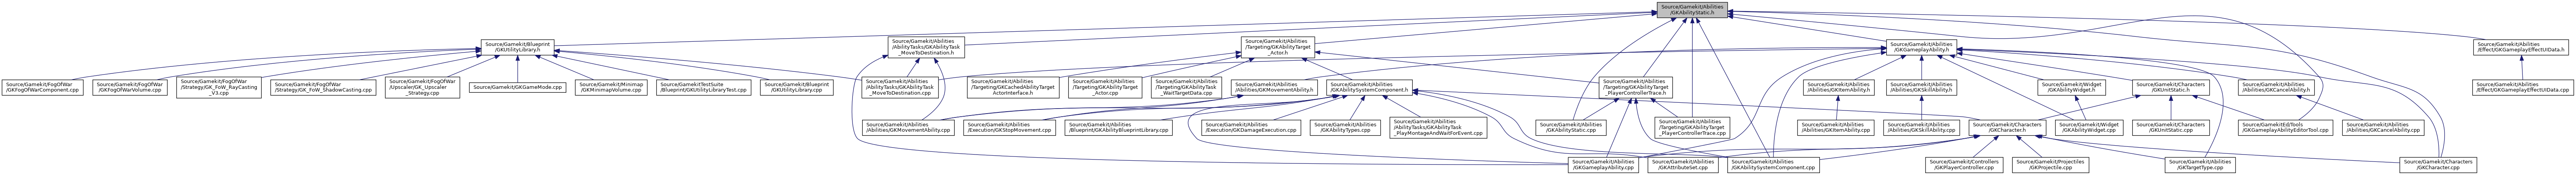 Source/Gamekit/Abilities
/GKAbilityStatic.h
Source/Gamekit/Blueprint
/GKUtilityLibrary.h
Source/Gamekit/Abilities
/AbilityTasks/GKAbilityTask
_MoveToDestination.h
Source/Gamekit/Abilities
/Targeting/GKAbilityTarget
_Actor.h
Source/Gamekit/Abilities
/GKGameplayAbility.h
Source/Gamekit/Abilities
/Effect/GKGameplayEffectUIData.h
Source/Gamekit/FogOfWar
/GKFogOfWarComponent.cpp
Source/Gamekit/FogOfWar
/GKFogOfWarVolume.cpp
Source/Gamekit/FogOfWar
/Strategy/GK_FoW_RayCasting
_V3.cpp
Source/Gamekit/FogOfWar
/Strategy/GK_FoW_ShadowCasting.cpp
Source/Gamekit/FogOfWar
/Upscaler/GK_Upscaler
_Strategy.cpp
Source/Gamekit/GKGameMode.cpp
Source/Gamekit/Minimap
/GKMinimapVolume.cpp
Source/GamekitTestSuite
/Blueprint/GKUtilityLibraryTest.cpp
Source/Gamekit/Blueprint
/GKUtilityLibrary.cpp
Source/Gamekit/Abilities
/AbilityTasks/GKAbilityTask
_MoveToDestination.cpp
Source/Gamekit/Abilities
/Targeting/GKCachedAbilityTarget
ActorInterface.h
Source/Gamekit/Abilities
/Targeting/GKAbilityTarget
_Actor.cpp
Source/Gamekit/Abilities
/Targeting/GKAbilityTask
_WaitTargetData.cpp
Source/Gamekit/Abilities
/Abilities/GKMovementAbility.h
Source/Gamekit/Abilities
/GKAbilitySystemComponent.h
Source/Gamekit/Abilities
/Targeting/GKAbilityTarget
_PlayerControllerTrace.h
Source/Gamekit/Abilities
/Abilities/GKItemAbility.h
Source/Gamekit/Abilities
/Abilities/GKSkillAbility.h
Source/Gamekit/Widget
/GKAbilityWidget.h
Source/Gamekit/Characters
/GKUnitStatic.h
Source/Gamekit/Abilities
/Abilities/GKCancelAbility.h
Source/Gamekit/Abilities
/Effect/GKGameplayEffectUIData.cpp
Source/Gamekit/Abilities
/Abilities/GKMovementAbility.cpp
Source/Gamekit/Abilities
/Execution/GKStopMovement.cpp
Source/Gamekit/Abilities
/Blueprint/GKAbilityBlueprintLibrary.cpp
Source/Gamekit/Abilities
/Execution/GKDamageExecution.cpp
Source/Gamekit/Abilities
/GKAbilityTypes.cpp
Source/Gamekit/Abilities
/AbilityTasks/GKAbilityTask
_PlayMontageAndWaitForEvent.cpp
Source/Gamekit/Abilities
/GKAbilityStatic.cpp
Source/Gamekit/Abilities
/Targeting/GKAbilityTarget
_PlayerControllerTrace.cpp
Source/Gamekit/Abilities
/Abilities/GKItemAbility.cpp
Source/Gamekit/Abilities
/Abilities/GKSkillAbility.cpp
Source/Gamekit/Characters
/GKCharacter.h
Source/Gamekit/Widget
/GKAbilityWidget.cpp
Source/Gamekit/Characters
/GKUnitStatic.cpp
Source/GamekitEd/Tools
/GKGameplayAbilityEditorTool.cpp
Source/Gamekit/Abilities
/Abilities/GKCancelAbility.cpp
Source/Gamekit/Abilities
/GKGameplayAbility.cpp
Source/Gamekit/Abilities
/GKAttributeSet.cpp
Source/Gamekit/Abilities
/GKAbilitySystemComponent.cpp
Source/Gamekit/Controllers
/GKPlayerController.cpp
Source/Gamekit/Projectiles
/GKProjectile.cpp
Source/Gamekit/Abilities
/GKTargetType.cpp
Source/Gamekit/Characters
/GKCharacter.cpp